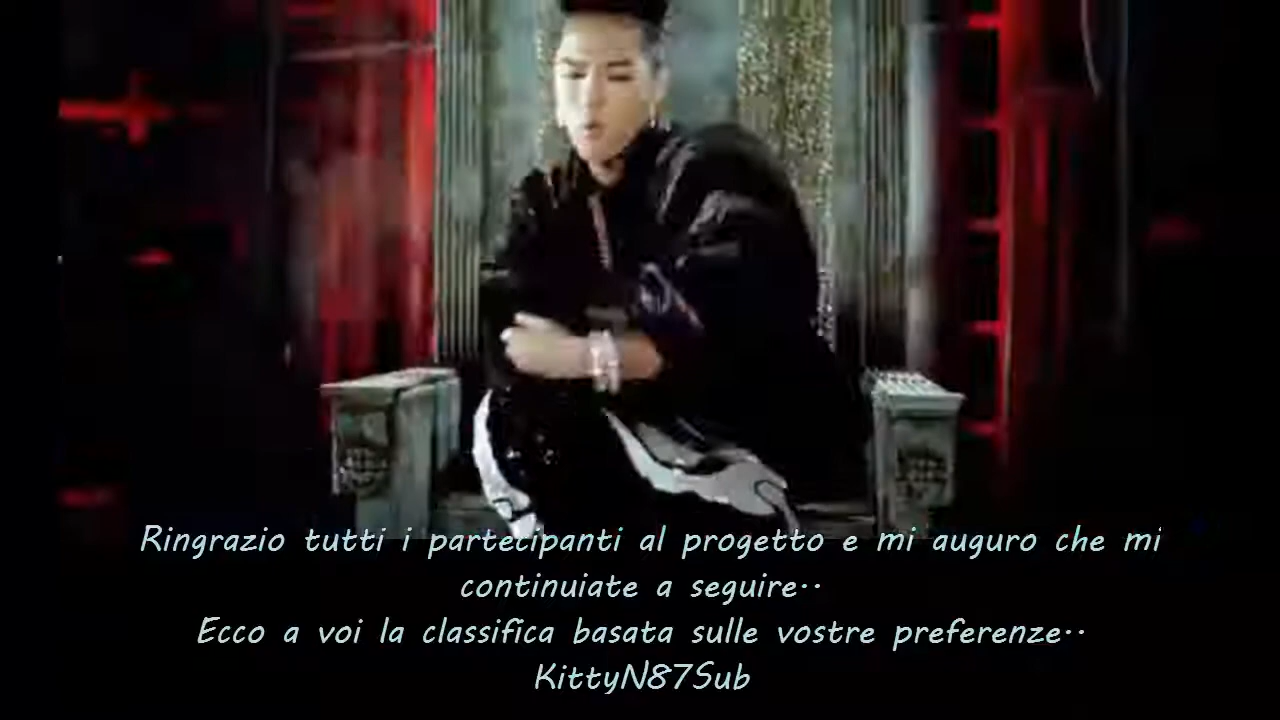 Ringrazio tutti i partecipanti al progetto e mi auguro che mi
continuiate a seguire..
Ecco a voi la classifica basata sulle vostre preferenze..
KittyN87Sub